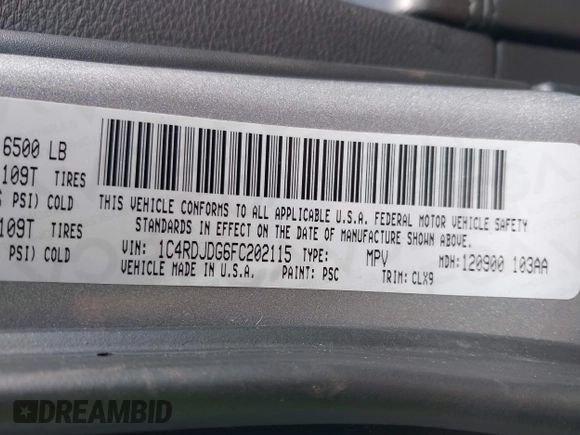 6500 LB
109T TIRES
PSI) COLD
109T TIRES
PSI) COLD
THIS VEHICLE CONFORMS TO ALL APPLICABLE U.S.A. FEDERAL MOTOR VEHICLE SAFETY
STANDARDS IN EFFECT ON THE DATE OF MANUFACTURE SHOWN ABOVE.
VIN: 1C4RDJDG6FC202115 TYPE: MPV MDH: 120900 103AA
VEHICLE MADE IN U.S.A. PAINT: PSC TRIM: CLX9
DREAMBID